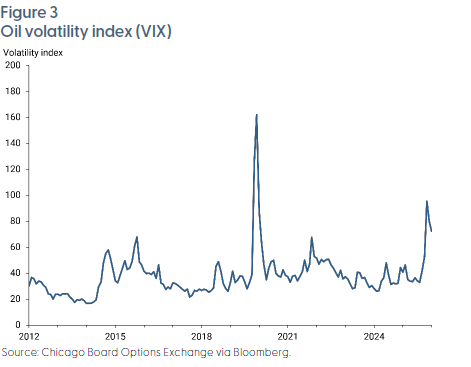 Figure 3
Oil volatility index (VIX)
Volatility index
200
180
160
140
120
100
80
60
40
20
0
2012 2015 2018 2021 2024
Source: Chicago Board Options Exchange via Bloomberg.